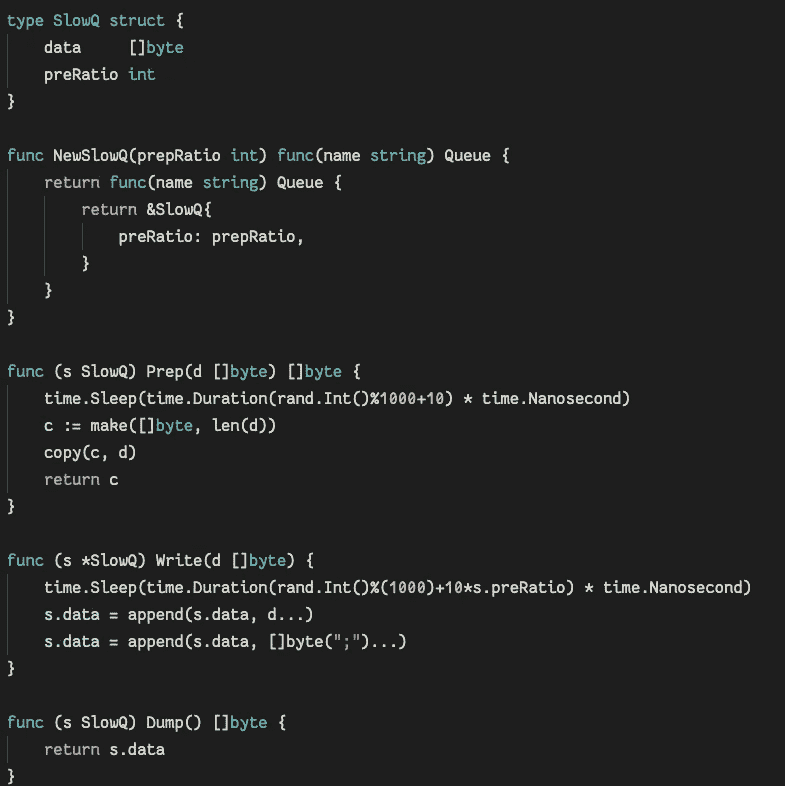 type SlowQ struct {
    data     []byte
    preRatio int
}

func NewSlowQ(prepRatio int) func(name string) Queue {
    return func(name string) Queue {
        return &SlowQ{
            preRatio: prepRatio,
        }
    }
}

func (s SlowQ) Prep(d []byte) []byte {
    time.Sleep(time.Duration(rand.Int()%1000+10) * time.Nanosecond)
    c := make([]byte, len(d))
    copy(c, d)
    return c
}

func (s *SlowQ) Write(d []byte) {
    time.Sleep(time.Duration(rand.Int()%(1000)+10*s.preRatio) * time.Nanosecond)
    s.data = append(s.data, d...)
    s.data = append(s.data, []byte(";")...)
}

func (s SlowQ) Dump() []byte {
    return s.data
}